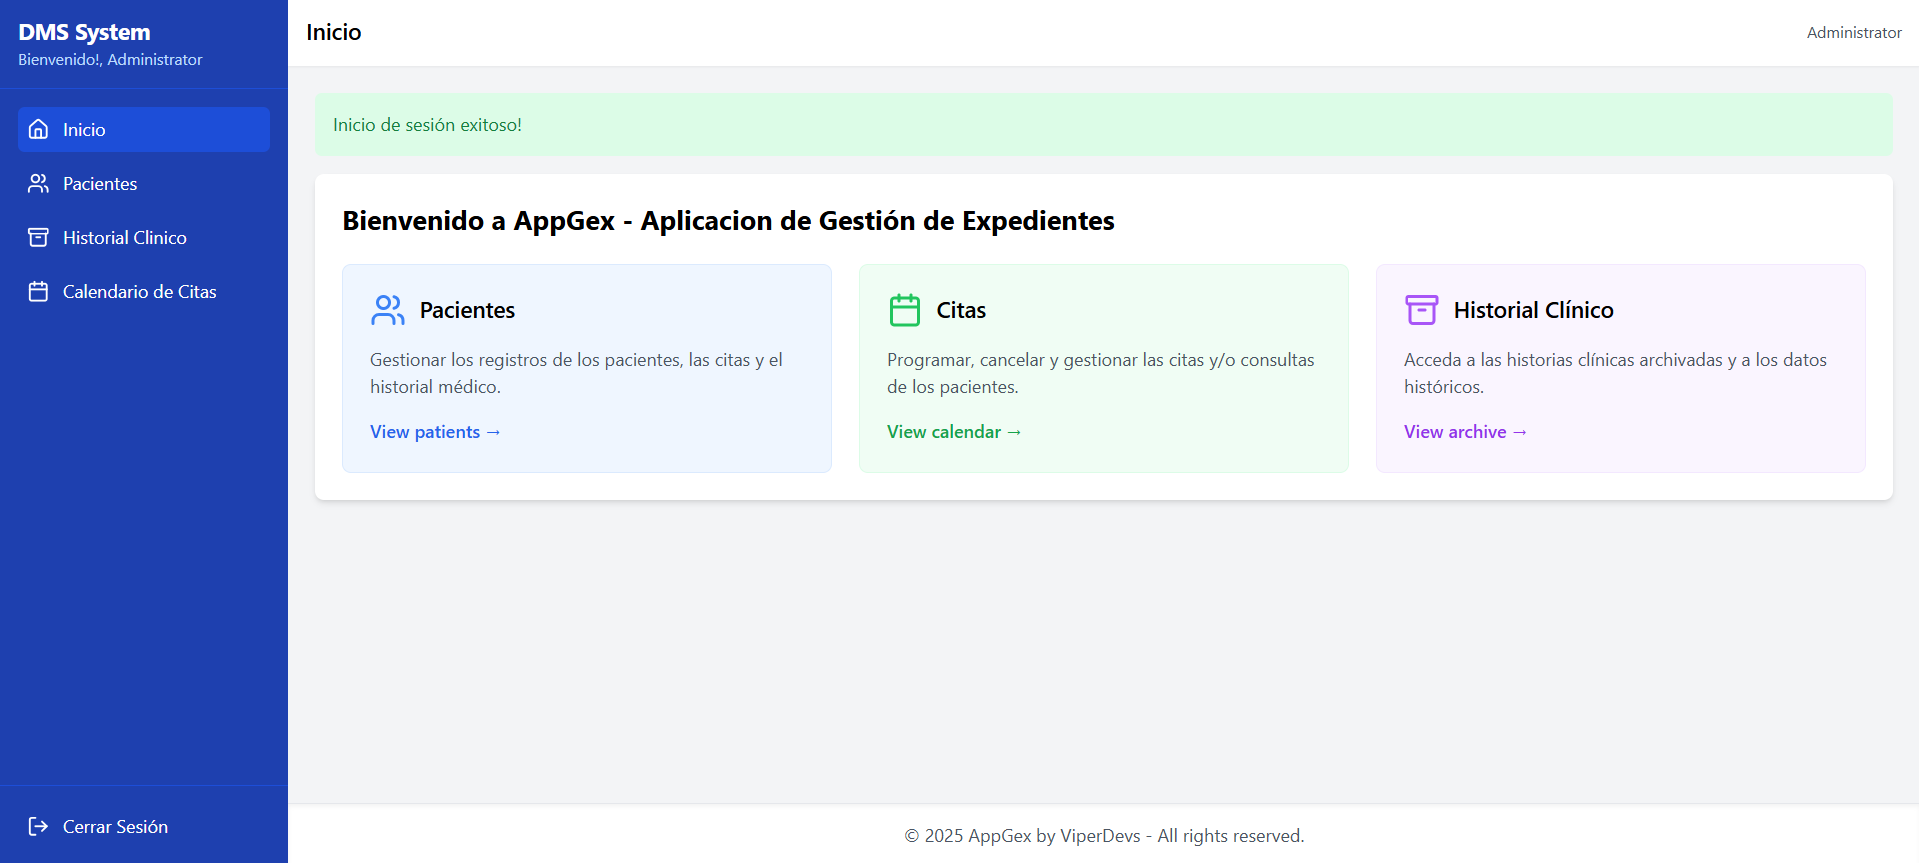 DMS System
Bienvenido!, Administrator
Inicio
Pacientes
Historial Clinico
Calendario de Citas
Cerrar Sesión
Inicio
Administrator
Inicio de sesión exitoso!
Bienvenido a AppGex - Aplicacion de Gestión de Expedientes
Pacientes
Gestionar los registros de los pacientes, las citas y el
historial médico.
View patients →
Citas
Programar, cancelar y gestionar las citas y/o consultas
de los pacientes.
View calendar →
Historial Clínico
Acceda a las historias clínicas archivadas y a los datos
históricos.
View archive →
© 2025 AppGex by ViperDevs - All rights reserved.